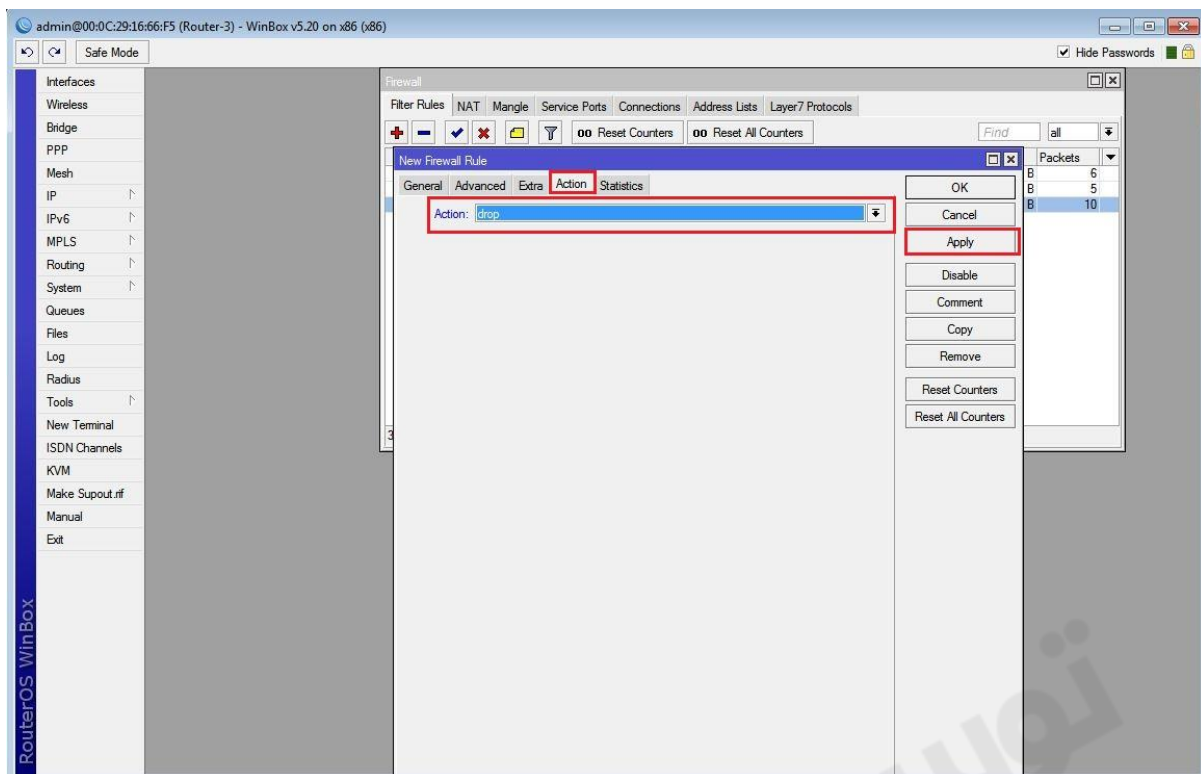 admin@00:0C:29:16:66:F5 (Router-3) - WinBox v5.20 on x86 (x86)
Safe Mode
Hide Passwords
Interfaces
Wireless
Bridge
PPP
Mesh
IP
IPv6
MPLS
Routing
System
Queues
Files
Log
Radius
Tools
New Terminal
ISDN Channels
KVM
Make Supout.rif
Manual
Exit
RouterOS WinBox
Firewall
Filter Rules NAT Mangle Service Ports Connections Address Lists Layer7 Protocols
00 Reset Counters 00 Reset All Counters Find all
Packets
B 6
B 5
B 10
3
New Firewall Rule
General Advanced Extra Action Statistics
Action: drop
OK
Cancel
Apply
Disable
Comment
Copy
Remove
Reset Counters
Reset All Counters